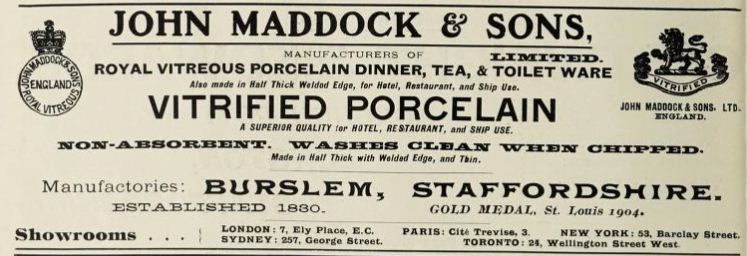 JOHN MADDOCK & SONS,
LIMITED.
MANUFACTURERS OF
ROYAL VITREOUS PORCELAIN DINNER, TEA, & TOILET WARE
Also made in Half Thick Welded Edge, for Hotel, Restaurant, and Ship Use.
VITRIFIED PORCELAIN
A SUPERIOR QUALITY for HOTEL, RESTAURANT, and SHIP USE.
NON-ABSORBENT. WASHES CLEAN WHEN CHIPPED.
Made in Half Thick with Welded Edge, and Thin.
JOHN MADDOCK & SONS
ENGLAND
ROYAL VITREOUS
VITRIFIED
JOHN MADDOCK & SONS, LTD.
ENGLAND.
Manufactories: BURSLEM, STAFFORDSHIRE.
ESTABLISHED 1830. GOLD MEDAL, St. Louis 1904.
Showrooms . . . { LONDON: 7, Ely Place, E.C. PARIS: Cité Trevise, 3. NEW YORK: 53, Barclay Street.
SYDNEY: 257, George Street. TORONTO: 24, Wellington Street West.